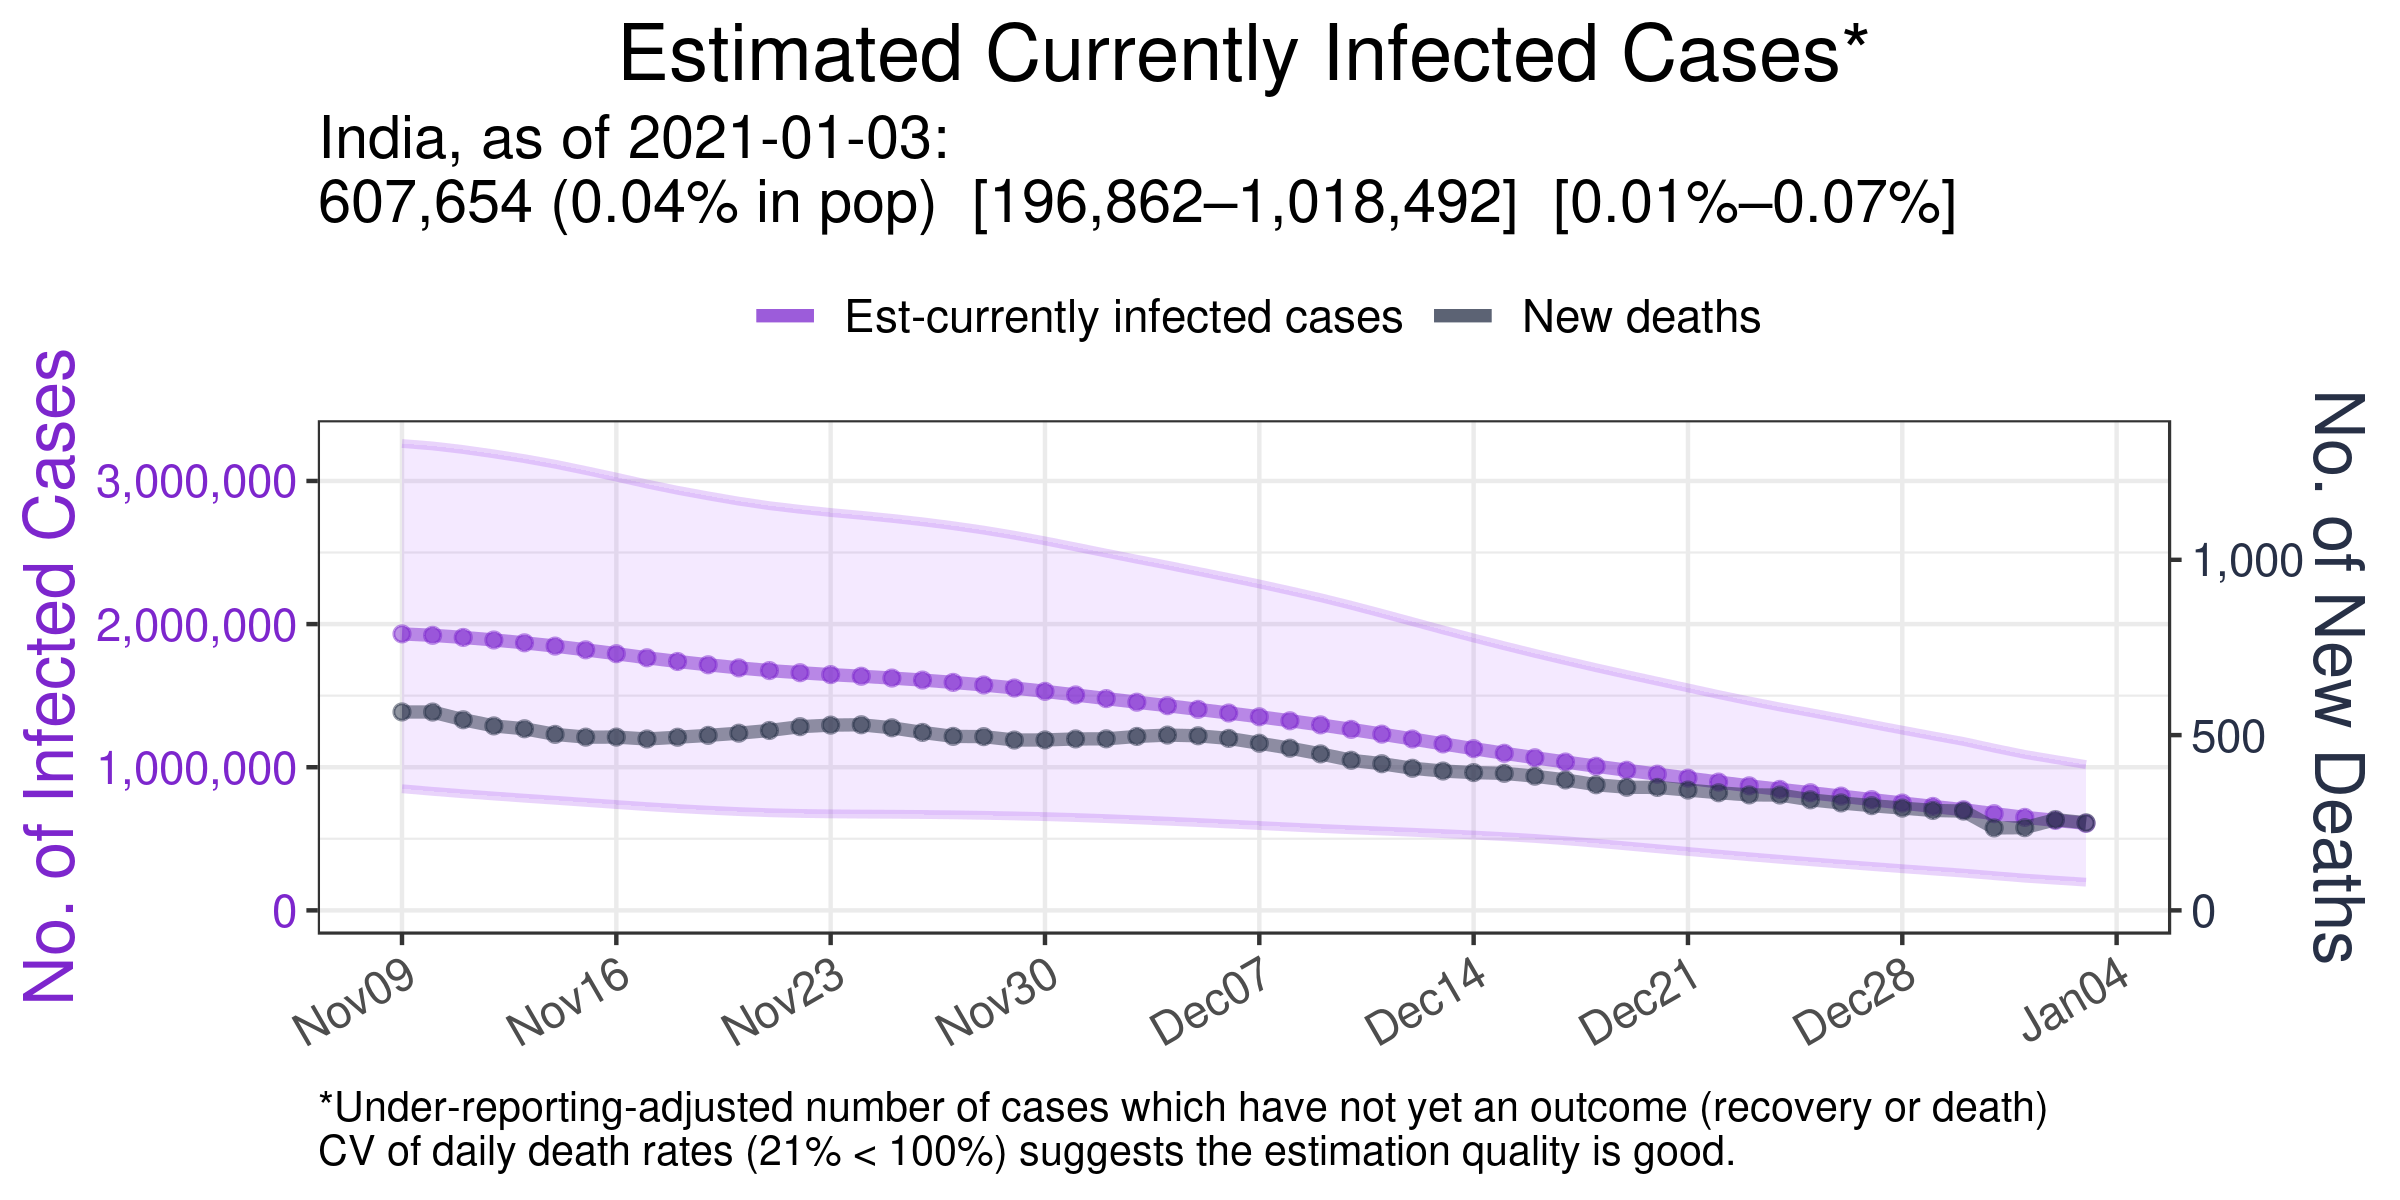 Estimated Currently Infected Cases*
India, as of 2021-01-03:
607,654 (0.04% in pop) [196,862–1,018,492] [0.01%–0.07%]
Est-currently infected cases New deaths
No. of Infected Cases
3,000,000
2,000,000
1,000,000
0
No. of New Deaths
1,000
500
0
Nov09 Nov16 Nov23 Nov30 Dec07 Dec14 Dec21 Dec28 Jan04
*Under-reporting-adjusted number of cases which have not yet an outcome (recovery or death)
CV of daily death rates (21% < 100%) suggests the estimation quality is good.